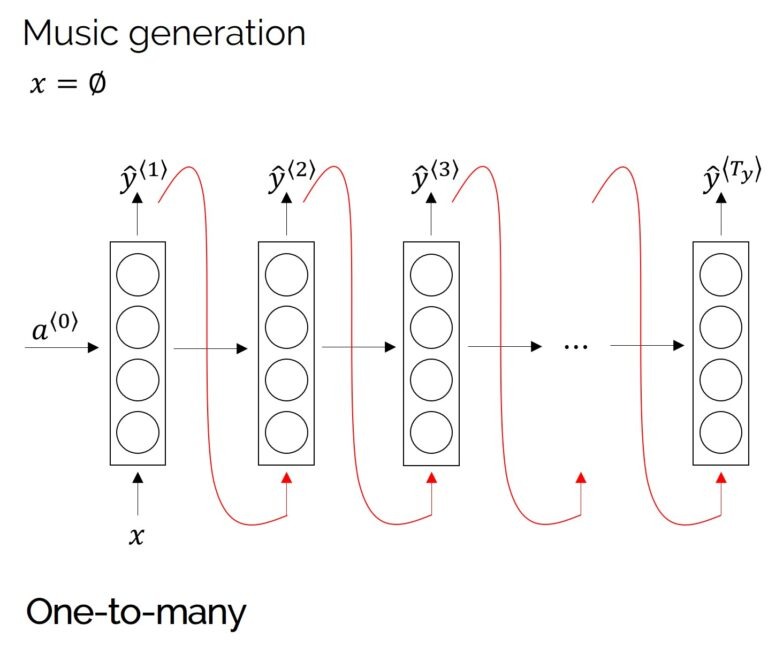 Music generation
x = ∅
ŷ⟨1⟩ ŷ⟨2⟩ ŷ⟨3⟩ ŷ⟨Ty⟩
a⟨0⟩
...
x
One-to-many